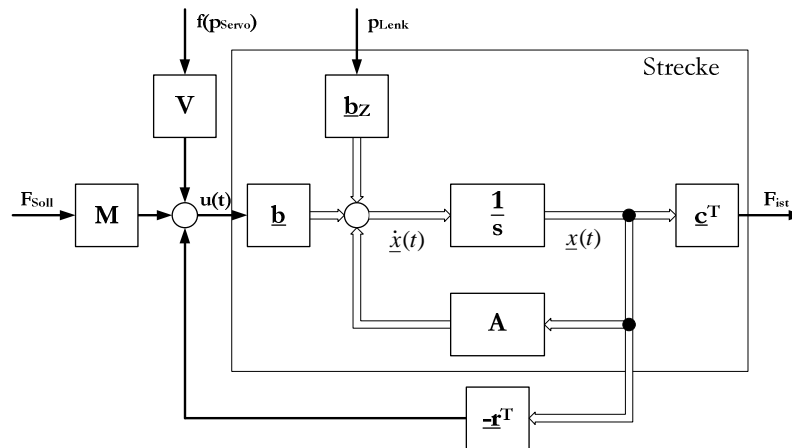 f(pServo)
pLenk
Strecke
V
bz
FSoll
M
u(t)
b
1
s
ẋ(t)
x(t)
cT
Fist
A
-rT